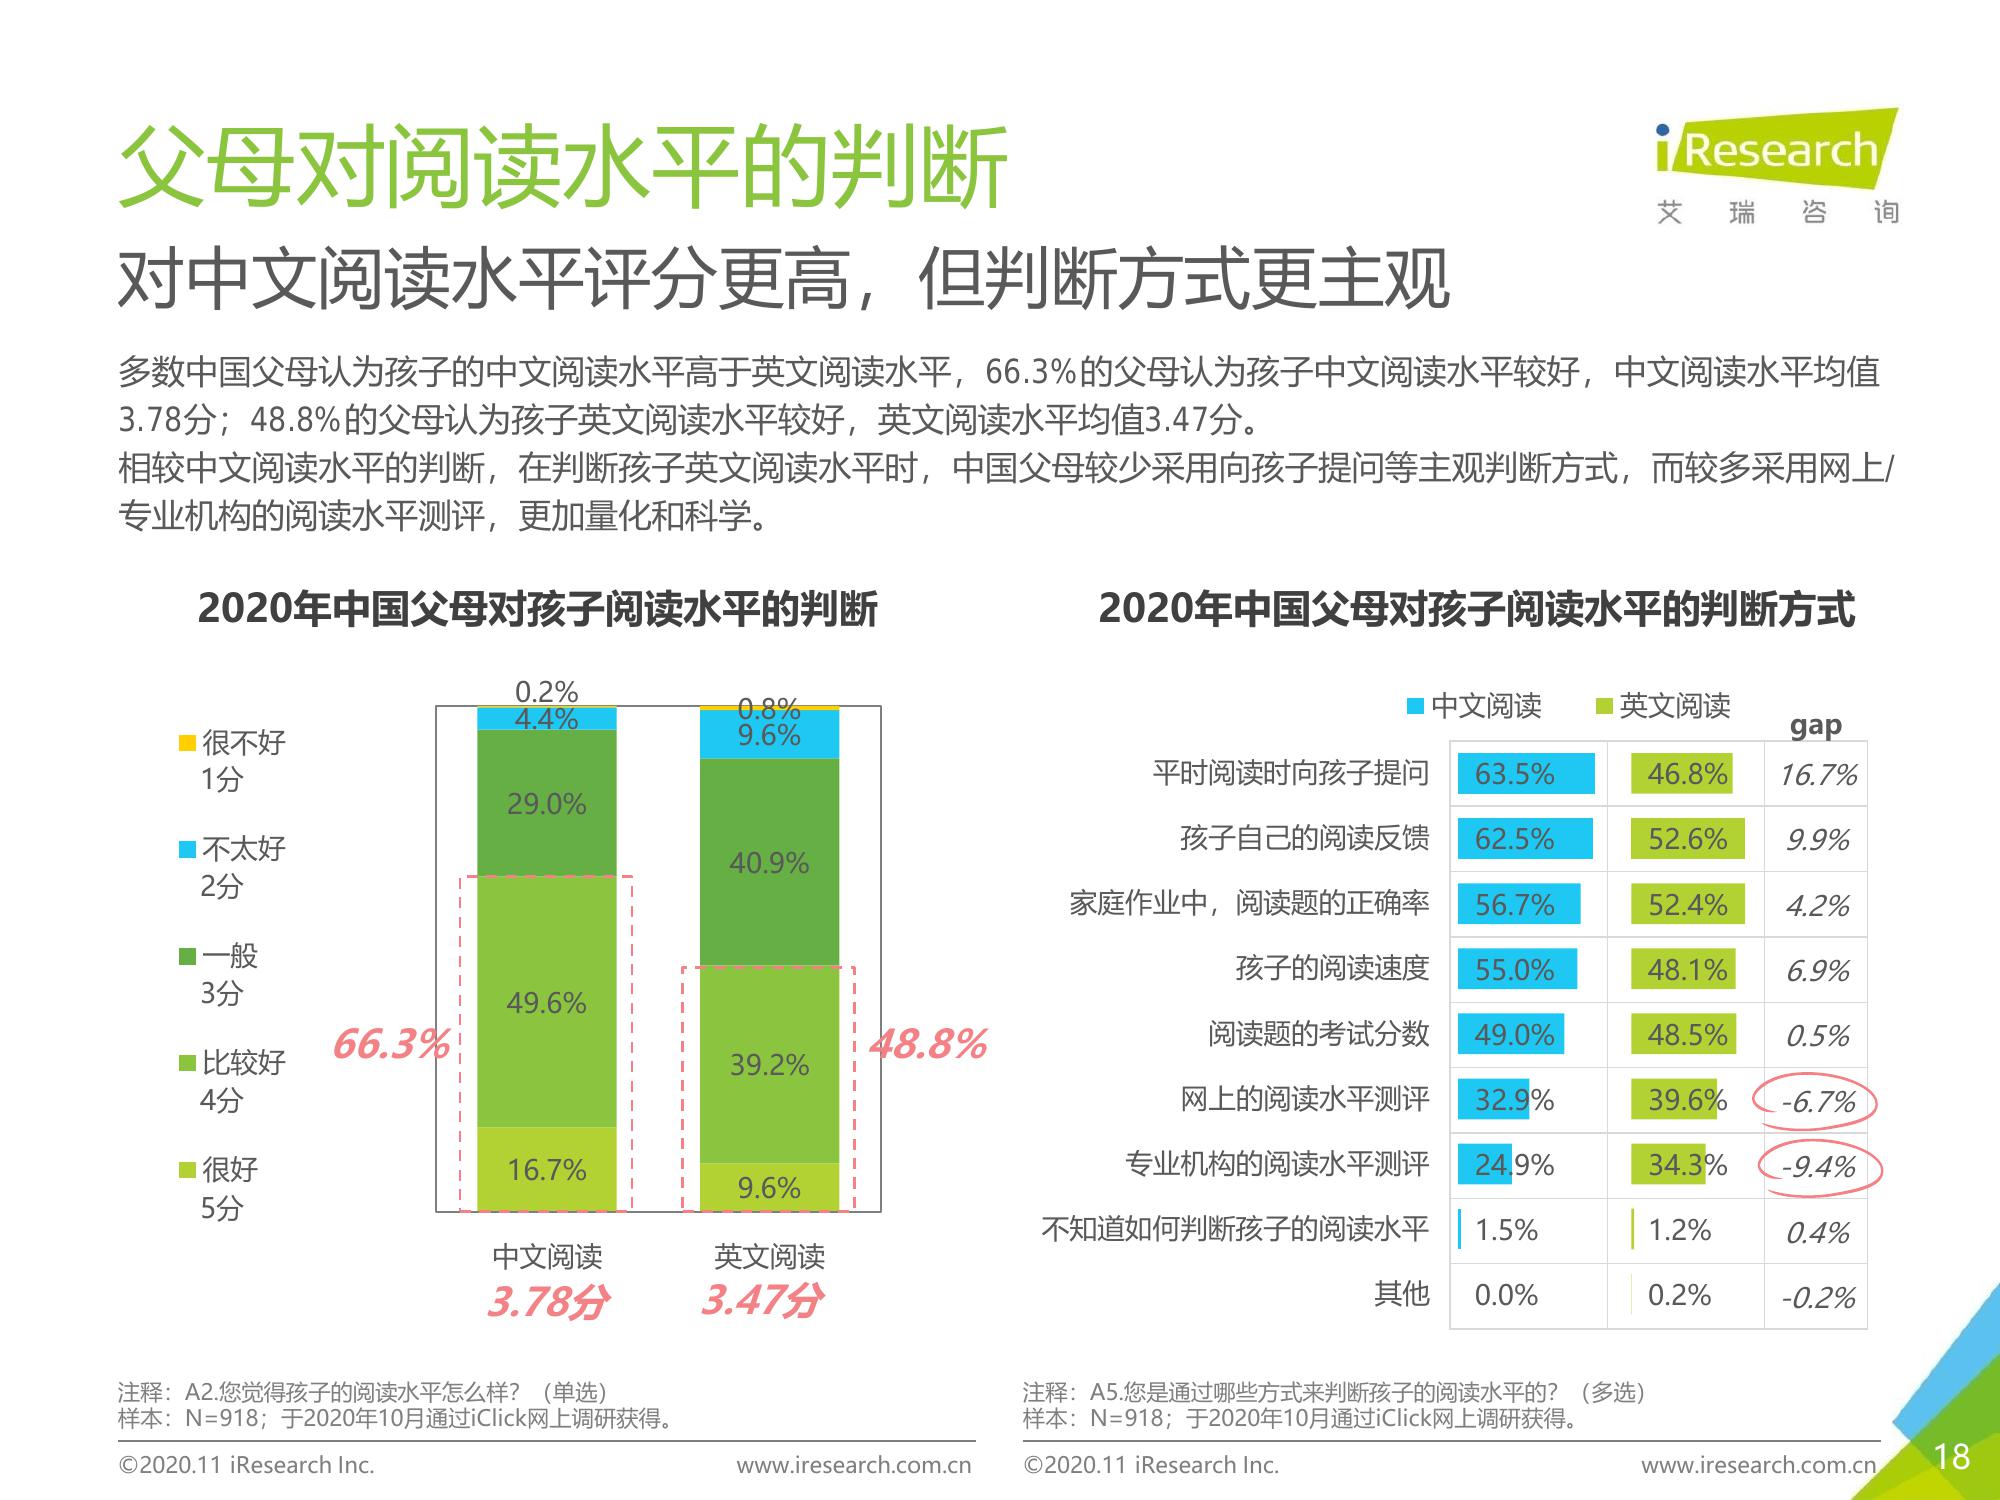 父母对阅读水平的判断
iResearch
艾瑞咨询
对中文阅读水平评分更高，但判断方式更主观
多数中国父母认为孩子的中文阅读水平高于英文阅读水平，66.3%的父母认为孩子中文阅读水平较好，中文阅读水平均值
3.78分；48.8%的父母认为孩子英文阅读水平较好，英文阅读水平均值3.47分。
相较中文阅读水平的判断，在判断孩子英文阅读水平时，中国父母较少采用向孩子提问等主观判断方式，而较多采用网上/
专业机构的阅读水平测评，更加量化和科学。
2020年中国父母对孩子阅读水平的判断
很不好
1分
不太好
2分
一般
3分
比较好
4分
很好
5分
0.2%
4.4%
29.0%
49.6%
16.7%
66.3%
0.8%
9.6%
40.9%
39.2%
9.6%
48.8%
中文阅读 英文阅读
3.78分 3.47分
注释：A2.您觉得孩子的阅读水平怎么样？（单选）
样本：N=918；于2020年10月通过iClick网上调研获得。
©2020.11 iResearch Inc. www.iresearch.com.cn
2020年中国父母对孩子阅读水平的判断方式
中文阅读 英文阅读 gap
平时阅读时向孩子提问 63.5% 46.8% 16.7%
孩子自己的阅读反馈 62.5% 52.6% 9.9%
家庭作业中，阅读题的正确率 56.7% 52.4% 4.2%
孩子的阅读速度 55.0% 48.1% 6.9%
阅读题的考试分数 49.0% 48.5% 0.5%
网上的阅读水平测评 32.9% 39.6% -6.7%
专业机构的阅读水平测评 24.9% 34.3% -9.4%
不知道如何判断孩子的阅读水平 1.5% 1.2% 0.4%
其他 0.0% 0.2% -0.2%
注释：A5.您是通过哪些方式来判断孩子的阅读水平的？（多选）
样本：N=918；于2020年10月通过iClick网上调研获得。
©2020.11 iResearch Inc. www.iresearch.com.cn
18